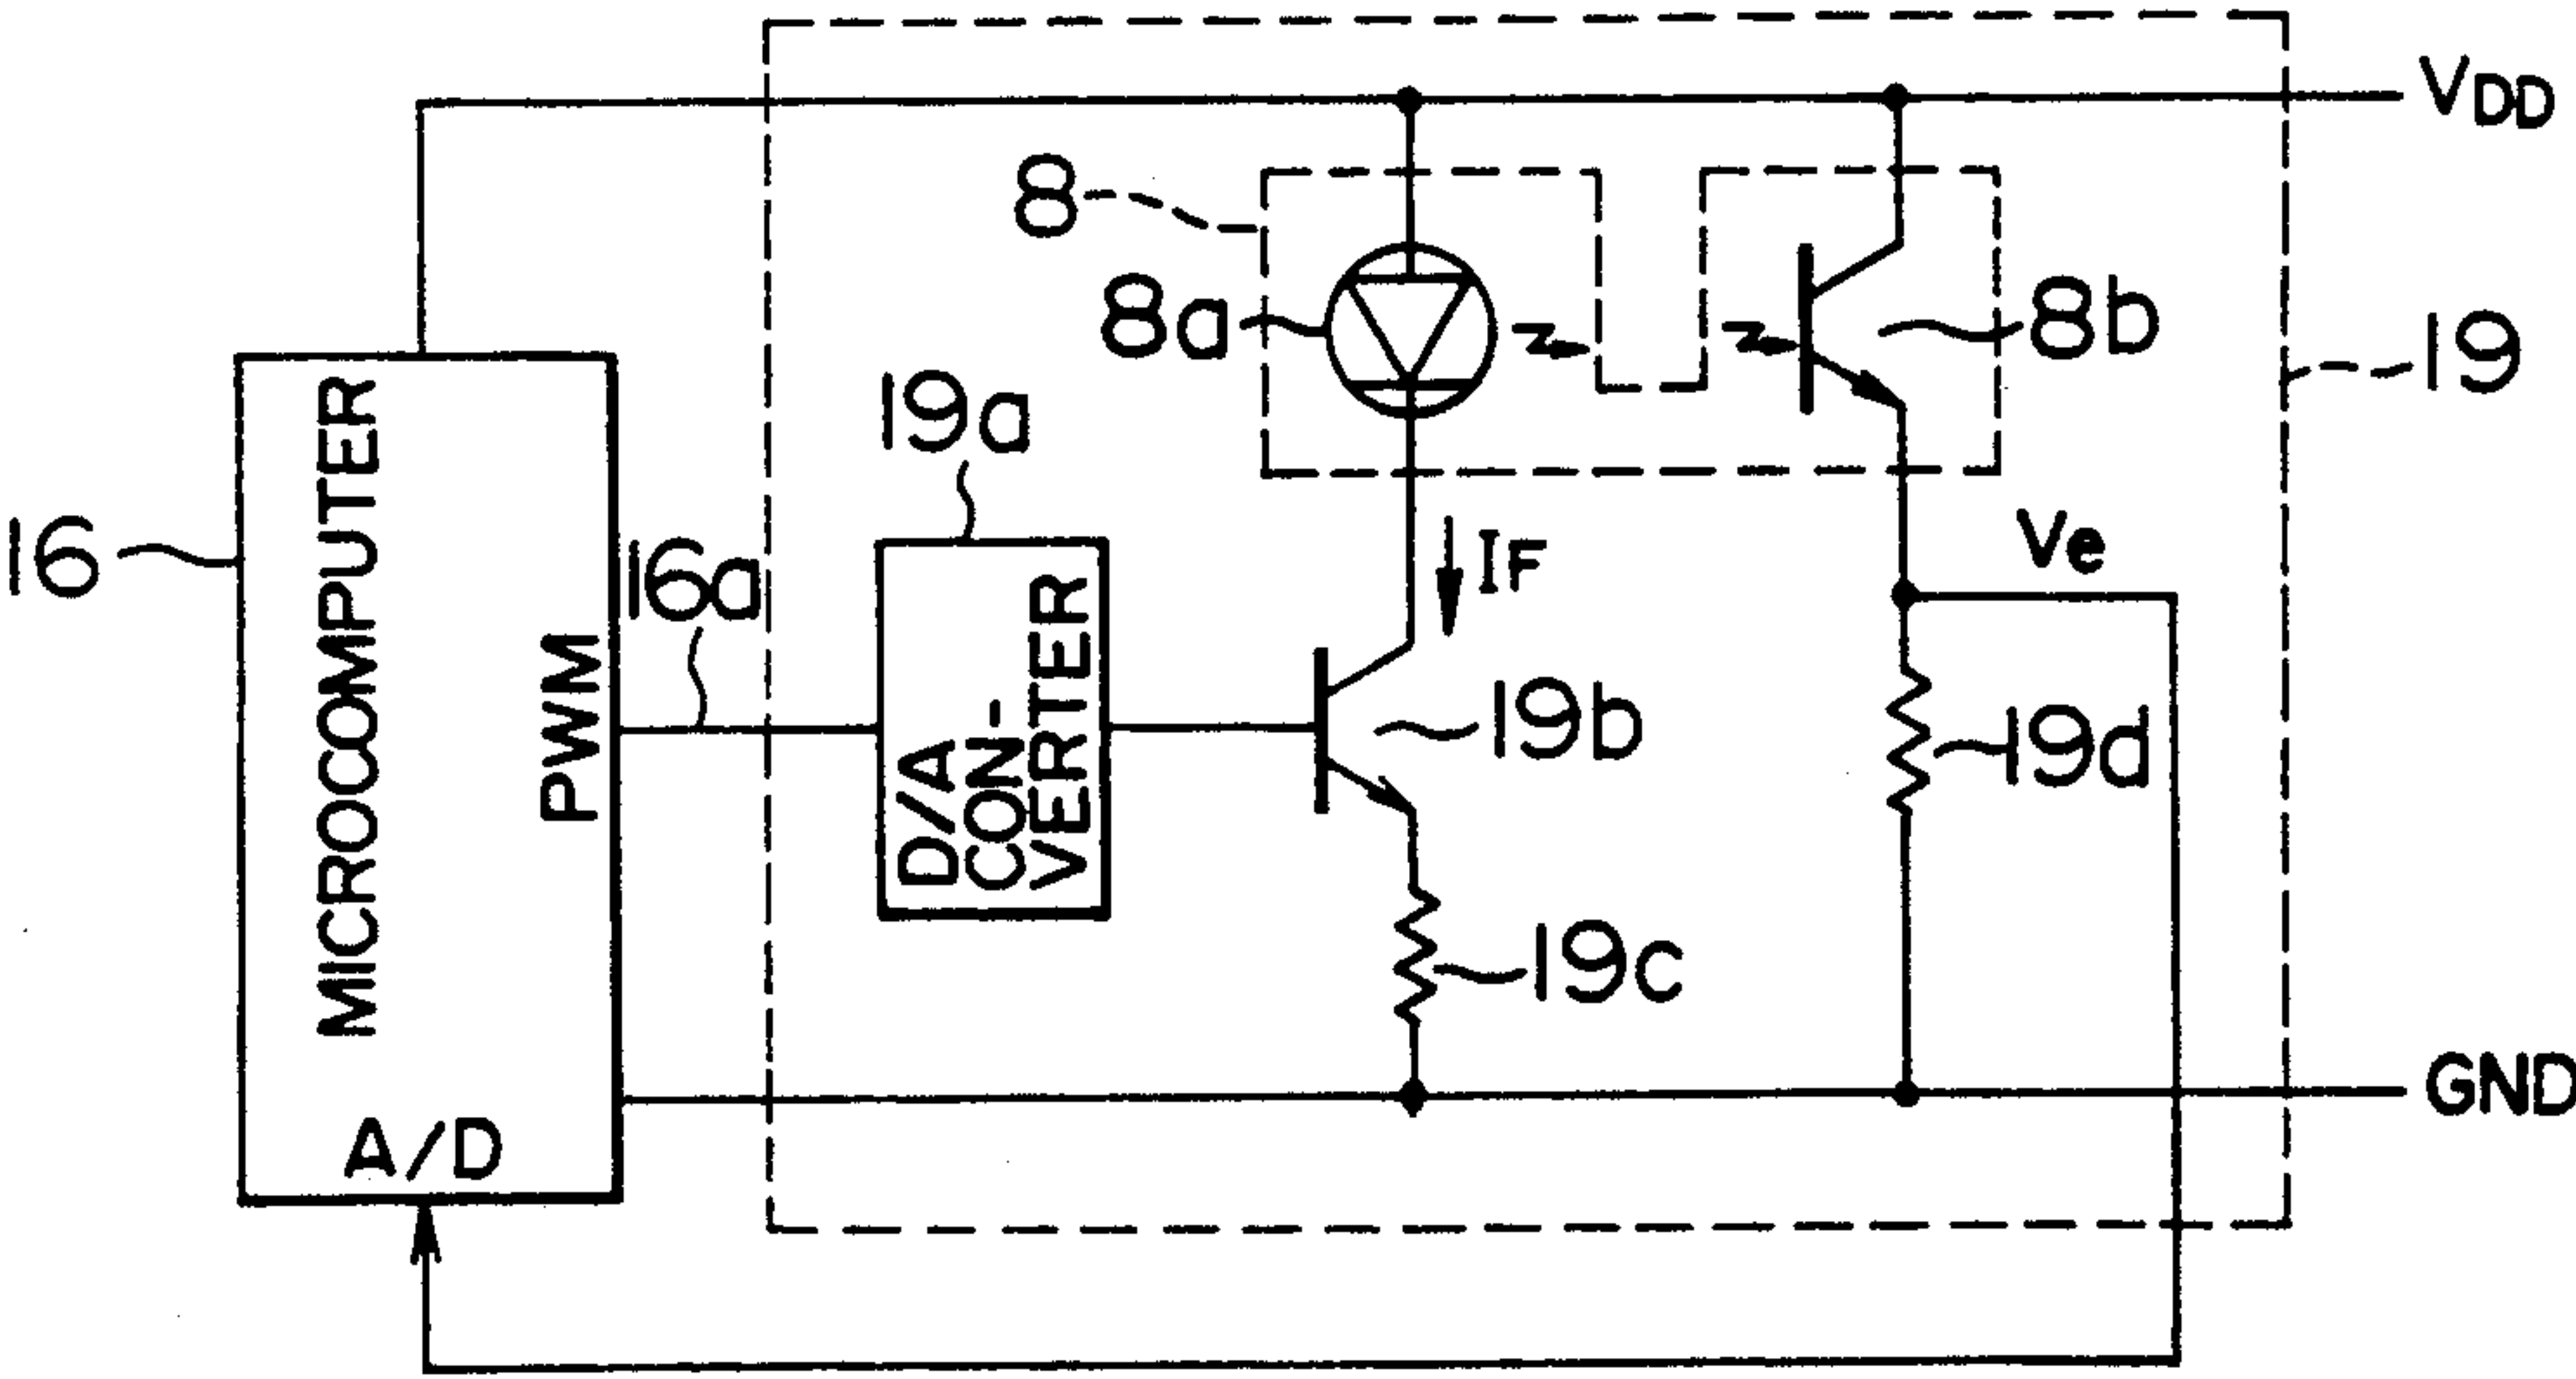 VDD
8
8a
8b
19
19a
16
MICROCOMPUTER
16a
IF
Ve
PWM
D/A
CON-
VERTER
19b
19d
19c
GND
A/D